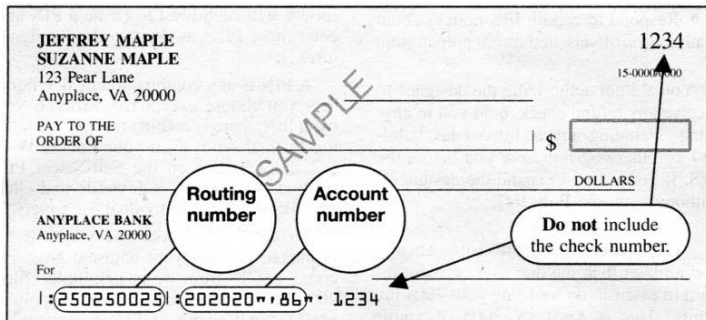 JEFFREY MAPLE
SUZANNE MAPLE
123 Pear Lane
Anyplace, VA 20000
1234
15-0000/0000
PAY TO THE
ORDER OF
SAMPLE
$
DOLLARS
Routing
number
Account
number
ANYPLACE BANK
Anyplace, VA 20000
Do not include
the check number.
For
|:250250025|:202020"'86"' 1234